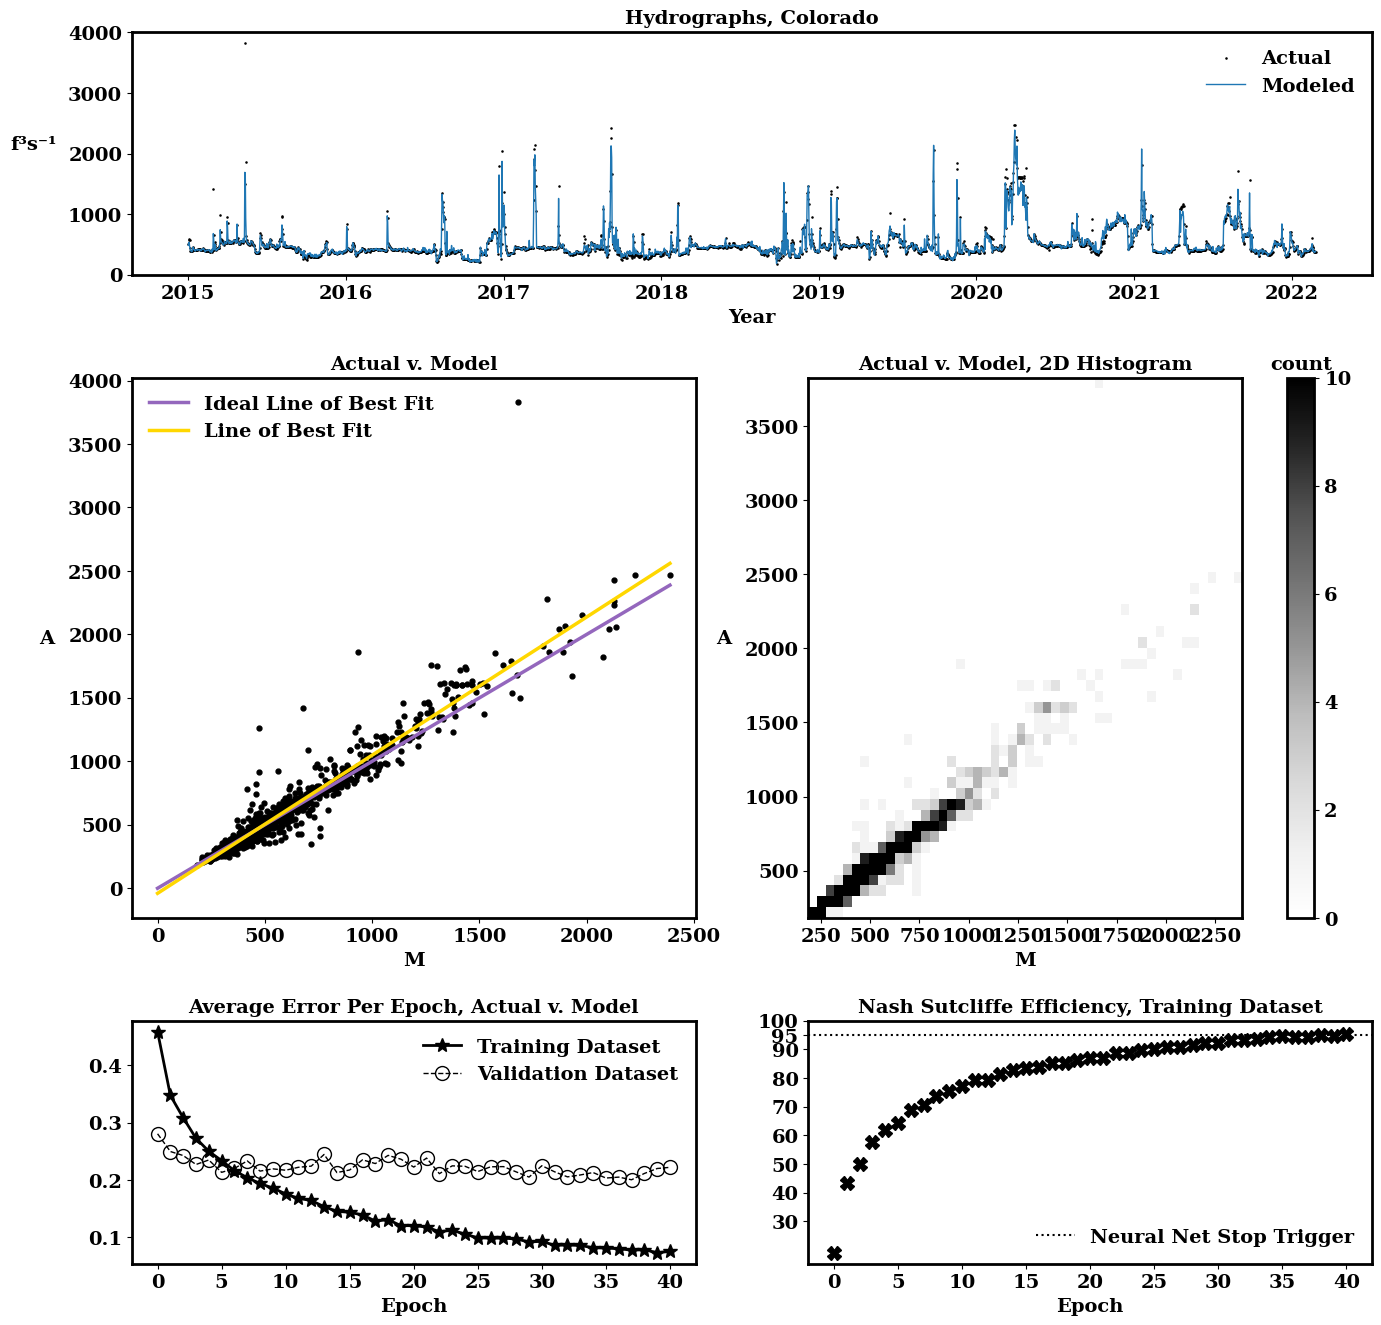 Hydrographs, Colorado
4000
3000
2000
1000
0
f³s⁻¹
Actual
Modeled
2015 2016 2017 2018 2019 2020 2021 2022
Year
Actual v. Model
4000
3500
3000
2500
2000
1500
1000
500
0
A
Ideal Line of Best Fit
Line of Best Fit
0 500 1000 1500 2000 2500
M
Actual v. Model, 2D Histogram
3500
3000
2500
2000
1500
1000
500
A
250 500 750 1000 1250 1500 1750 2000 2250
M
count
10
8
6
4
2
0
Average Error Per Epoch, Actual v. Model
0.4
0.3
0.2
0.1
Training Dataset
Validation Dataset
0 5 10 15 20 25 30 35 40
Epoch
Nash Sutcliffe Efficiency, Training Dataset
100
95
90
80
70
60
50
40
30
Neural Net Stop Trigger
0 5 10 15 20 25 30 35 40
Epoch